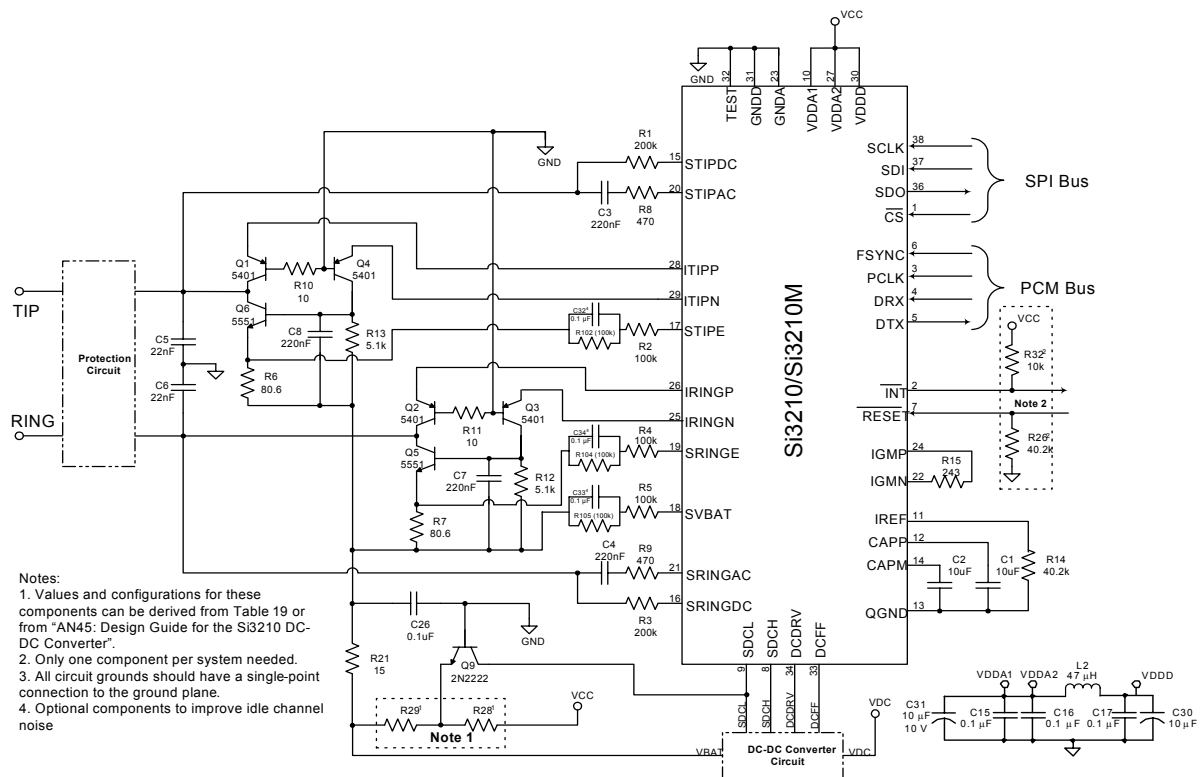 VCC
GND
32
31
23
10
27
30
TEST
GNDD
GNDA
VDDA1
VDDA2
VDDD
GND
R1
200k
15
STIPDC
20
STIPAC
C3
220nF
R8
470
SCLK
38
SDI
37
SDO
36
CS
1
SPI Bus
FSYNC
6
PCLK
3
DRX
4
DTX
5
PCM Bus
Q1
5401
R10
10
Q4
5401
28
ITIPP
29
ITIPN
TIP
Q6
5551
C8
220nF
R13
5.1k
C32⁴
0.1 µF
R102 (100k)
17
STIPE
R2
100k
Protection
Circuit
C5
22nF
C6
22nF
R6
80.6
VCC
R32²
10k
INT
2
Note 2
RESET
7
R26²
40.2k
26
IRINGP
25
IRINGN
Q2
5401
R11
10
Q3
5401
RING
Q5
5551
C7
220nF
R12
5.1k
C34⁴
0.1 µF
R104 (100k)
R4
100k
19
SRINGE
C33⁴
0.1 µF
R105 (100k)
R5
100k
18
SVBAT
R7
80.6
Si3210/Si3210M
IGMP
24
R15
243
IGMN
22
IREF
11
CAPP
12
CAPM
14
C2
10uF
C1
10uF
R14
40.2k
QGND
13
C4
220nF
R9
470
21
SRINGAC
16
SRINGDC
R3
200k
Notes:
1. Values and configurations for these
components can be derived from Table 19 or
from “AN45: Design Guide for the Si3210 DC-
DC Converter”.
2. Only one component per system needed.
3. All circuit grounds should have a single-point
connection to the ground plane.
4. Optional components to improve idle channel
noise
C26
0.1uF
GND
R21
15
Q9
2N2222
R29¹
R28¹
VCC
Note 1
SDCL
SDCH
DCDRV
DCFF
9
8
34
33
SDCL
SDCH
DCDRV
DCFF
VDC
VBAT
DC-DC Converter
Circuit
VDC
VDDA1
VDDA2
L2
47 µH
VDDD
C31
10 µF
10 V
C15
0.1 µF
C16
0.1 µF
C17
0.1 µF
C30
10 µF